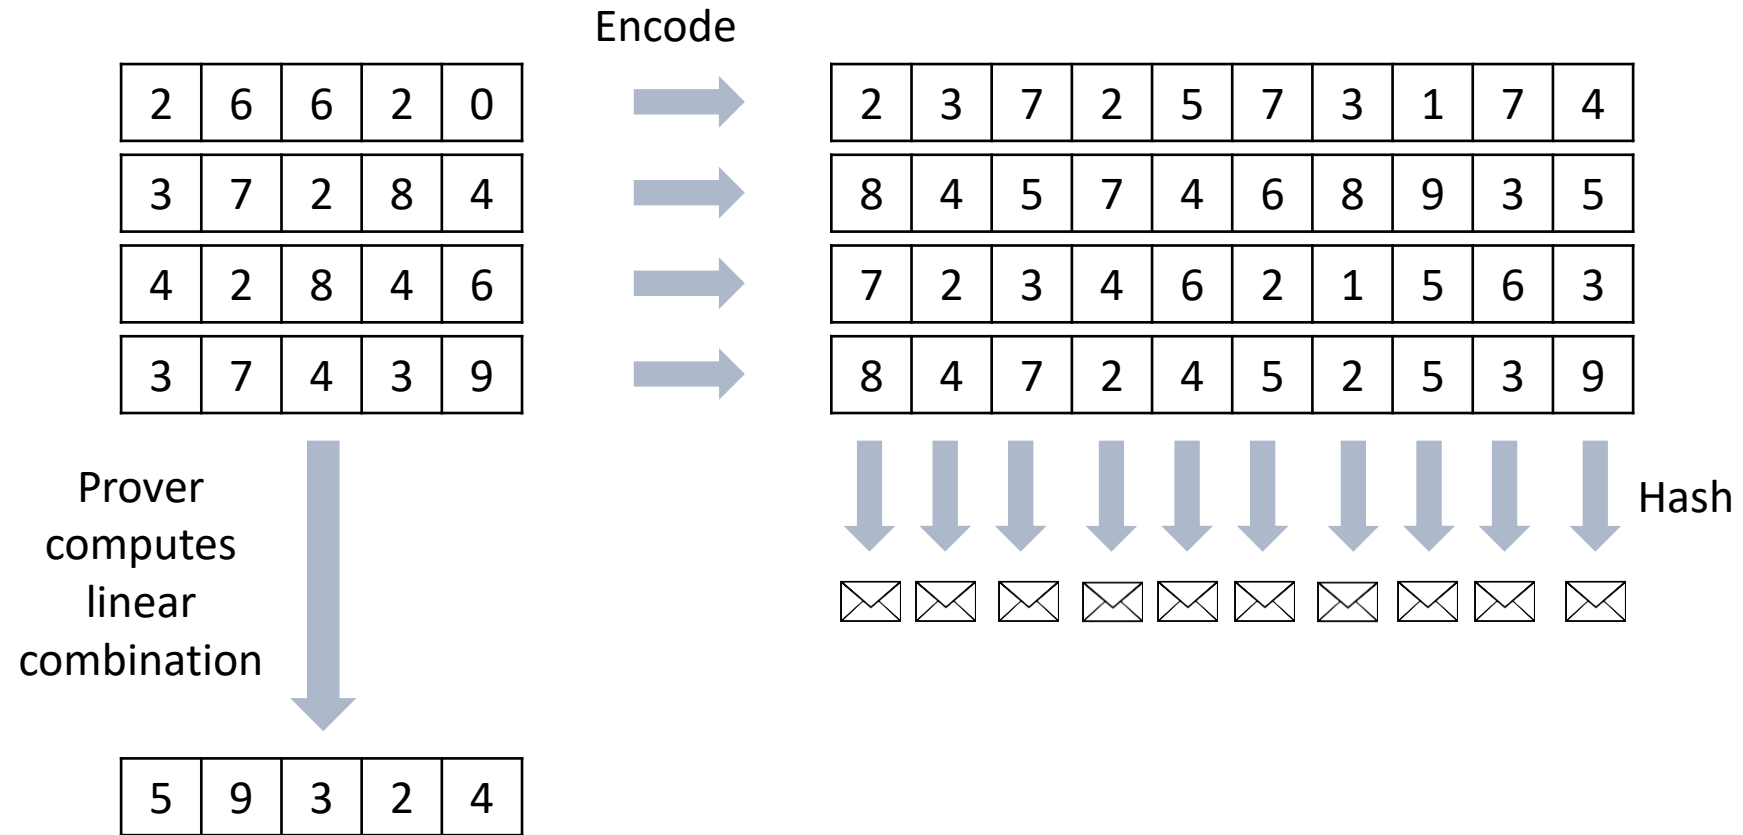 Encode
2 6 6 2 0 2 3 7 2 5 7 3 1 7 4
3 7 2 8 4 8 4 5 7 4 6 8 9 3 5
4 2 8 4 6 7 2 3 4 6 2 1 5 6 3
3 7 4 3 9 8 4 7 2 4 5 2 5 3 9
Prover
computes
linear
combination
Hash
5 9 3 2 4